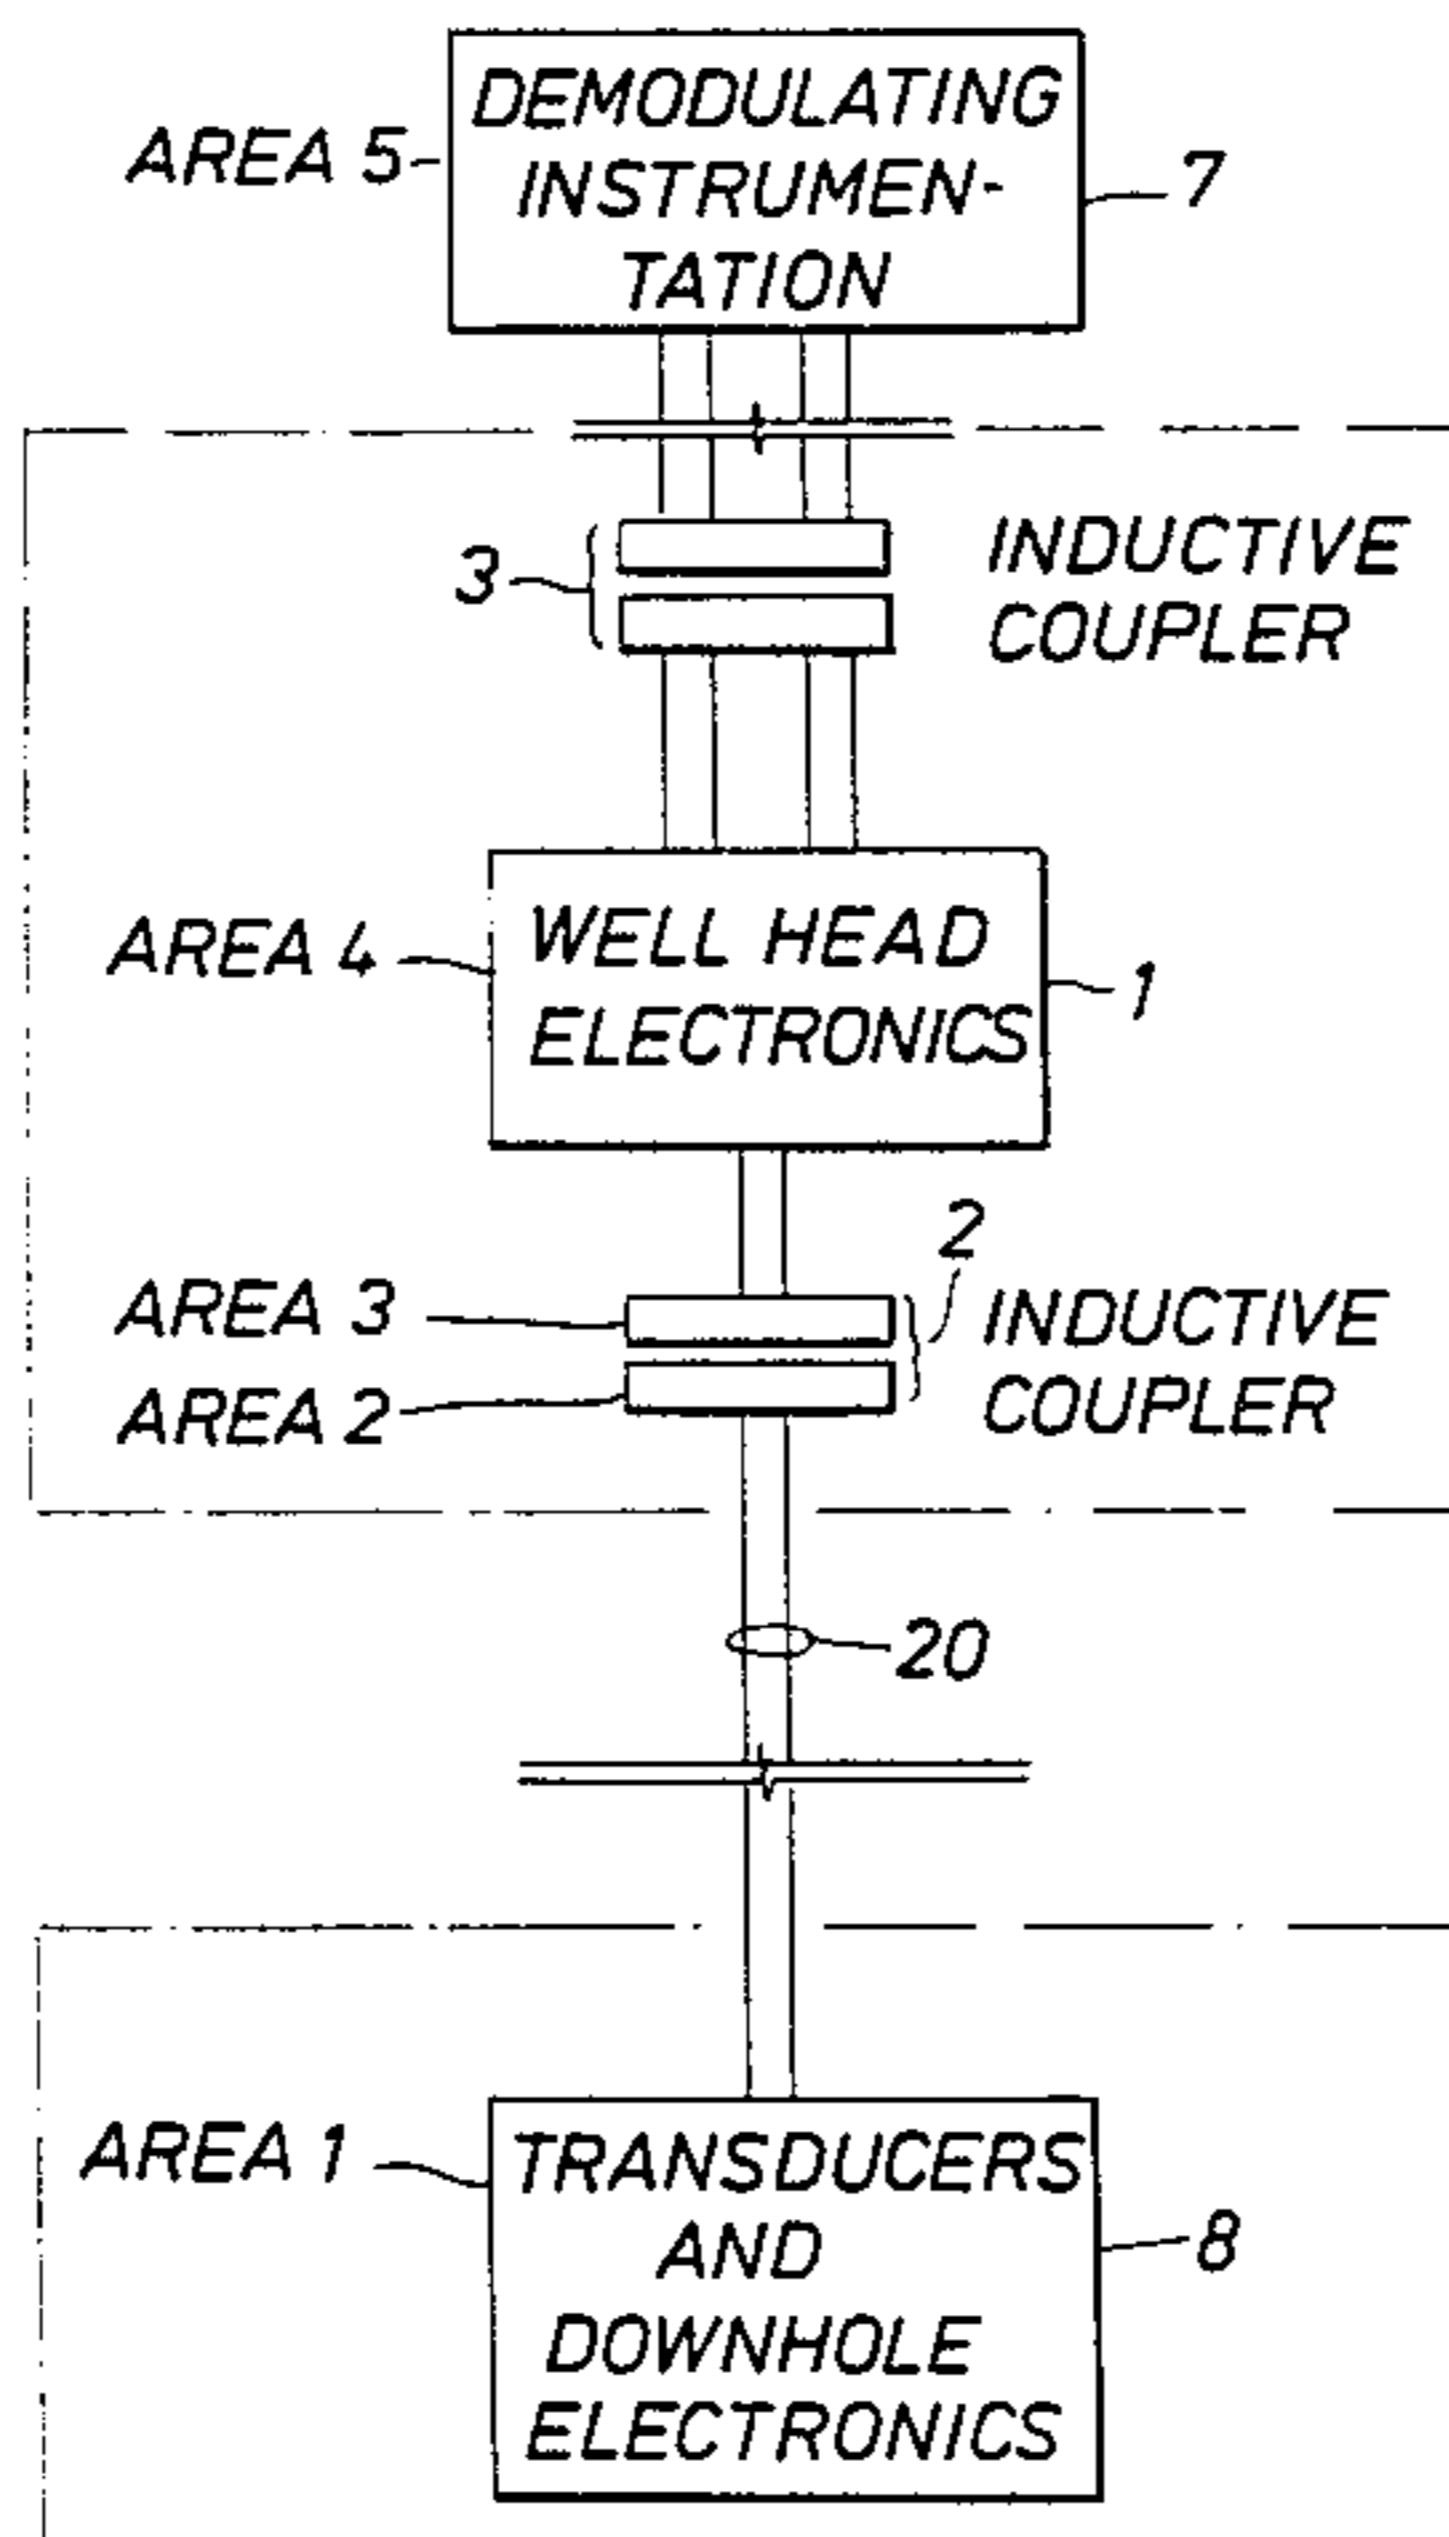 DEMODULATING
INSTRUMEN-
TATION
AREA 5
7
3
INDUCTIVE
COUPLER
AREA 4
WELL HEAD
ELECTRONICS
1
2
AREA 3
AREA 2
INDUCTIVE
COUPLER
20
AREA 1
TRANSDUCERS
AND
DOWNHOLE
ELECTRONICS
8